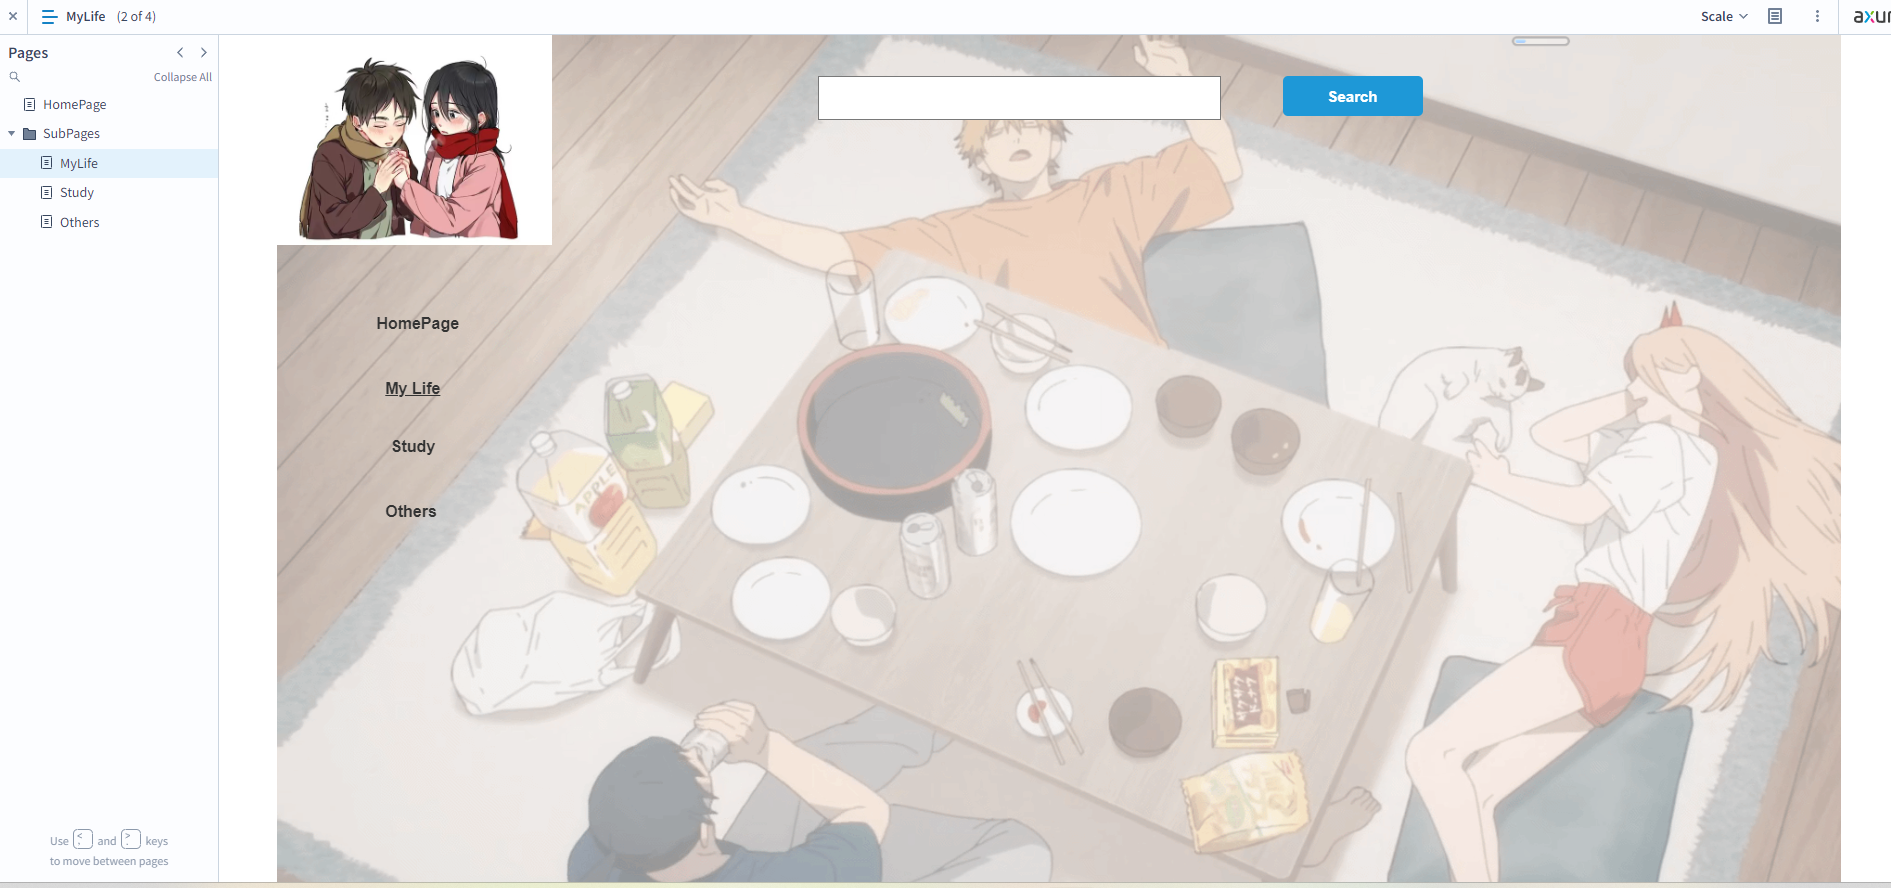 MyLife (2 of 4)
Scale
axur
Pages
Collapse All
HomePage
SubPages
MyLife
Study
Others
Search
HomePage
My Life
Study
Others
APPLE
Use < , and > . keys
to move between pages